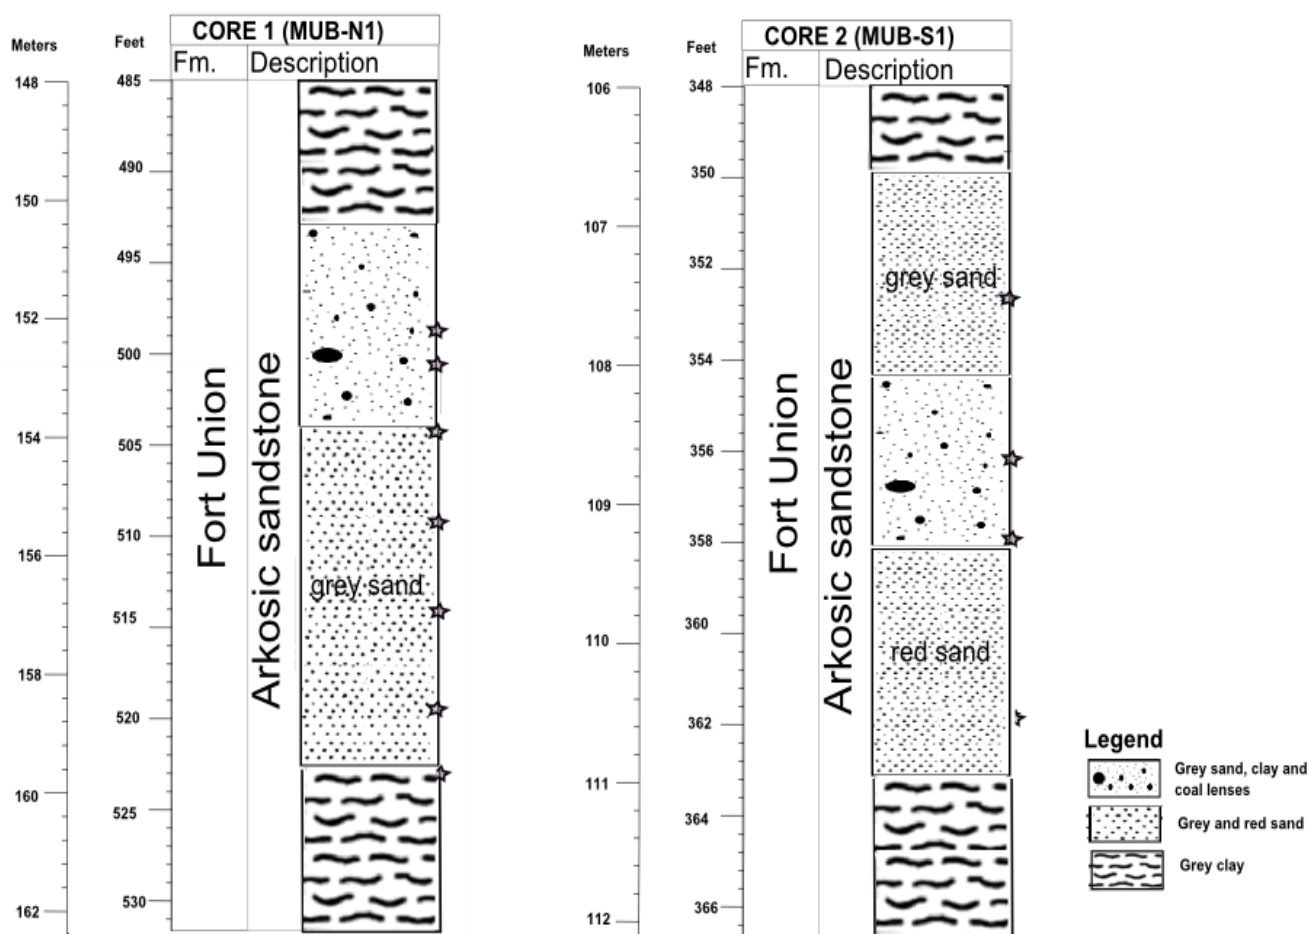 CORE 1 (MUB-N1)
Meters
Feet
Fm.
Description
148
150
152
154
156
158
160
162
485
490
495
500
505
510
515
520
525
530
Fort Union
Arkosic sandstone
grey sand
CORE 2 (MUB-S1)
Meters
Feet
Fm.
Description
106
107
108
109
110
111
112
348
350
352
354
356
358
360
362
364
366
Fort Union
Arkosic sandstone
grey sand
red sand
Legend
Grey sand, clay and
coal lenses
Grey and red sand
Grey clay